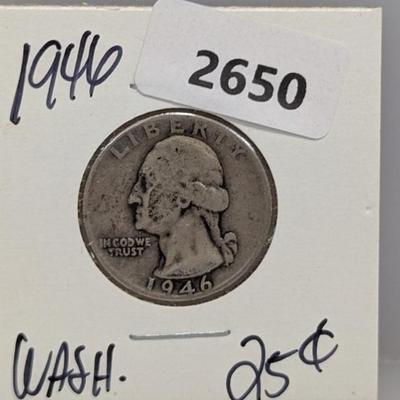 1946
2650
LIBERTY
IN GOD WE
TRUST
1946
WASH.
25¢